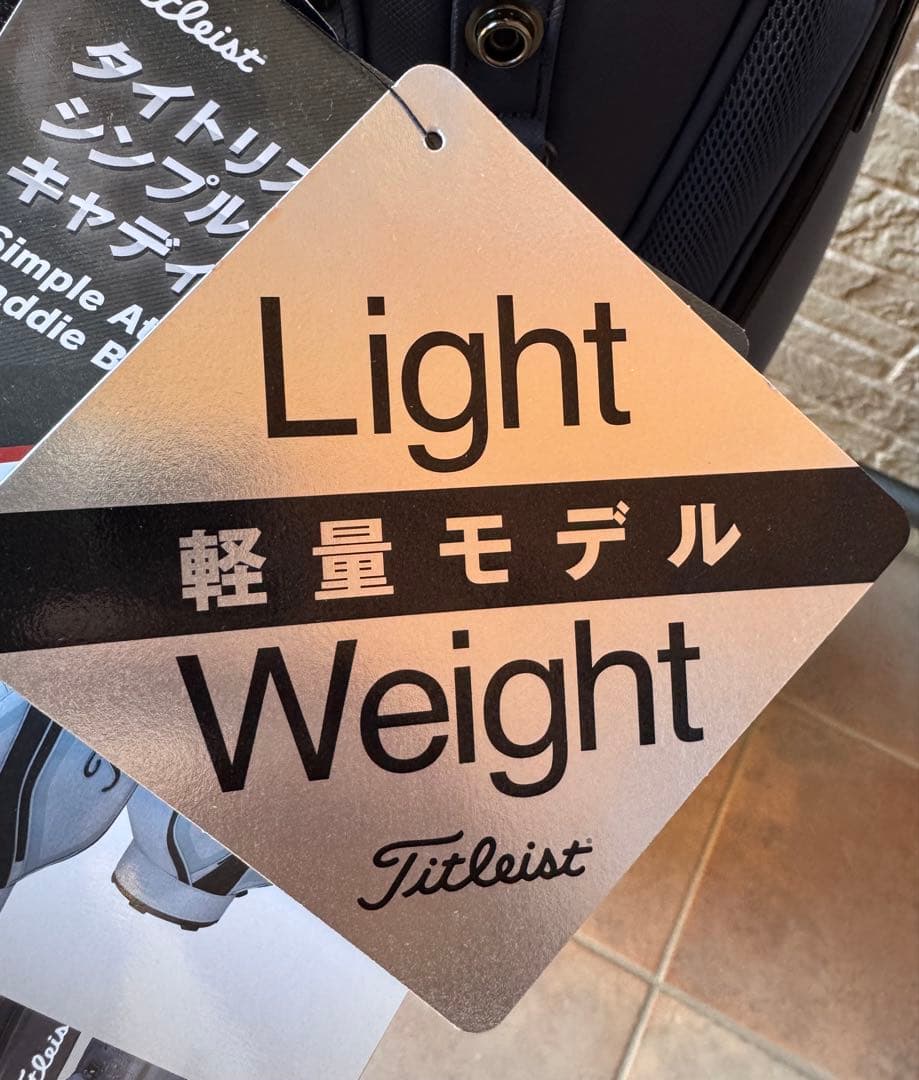 Titleist
タイトリス
シンプル
キャディ
Simple At
addie B
Light
軽量モデル
Weight
Titleist